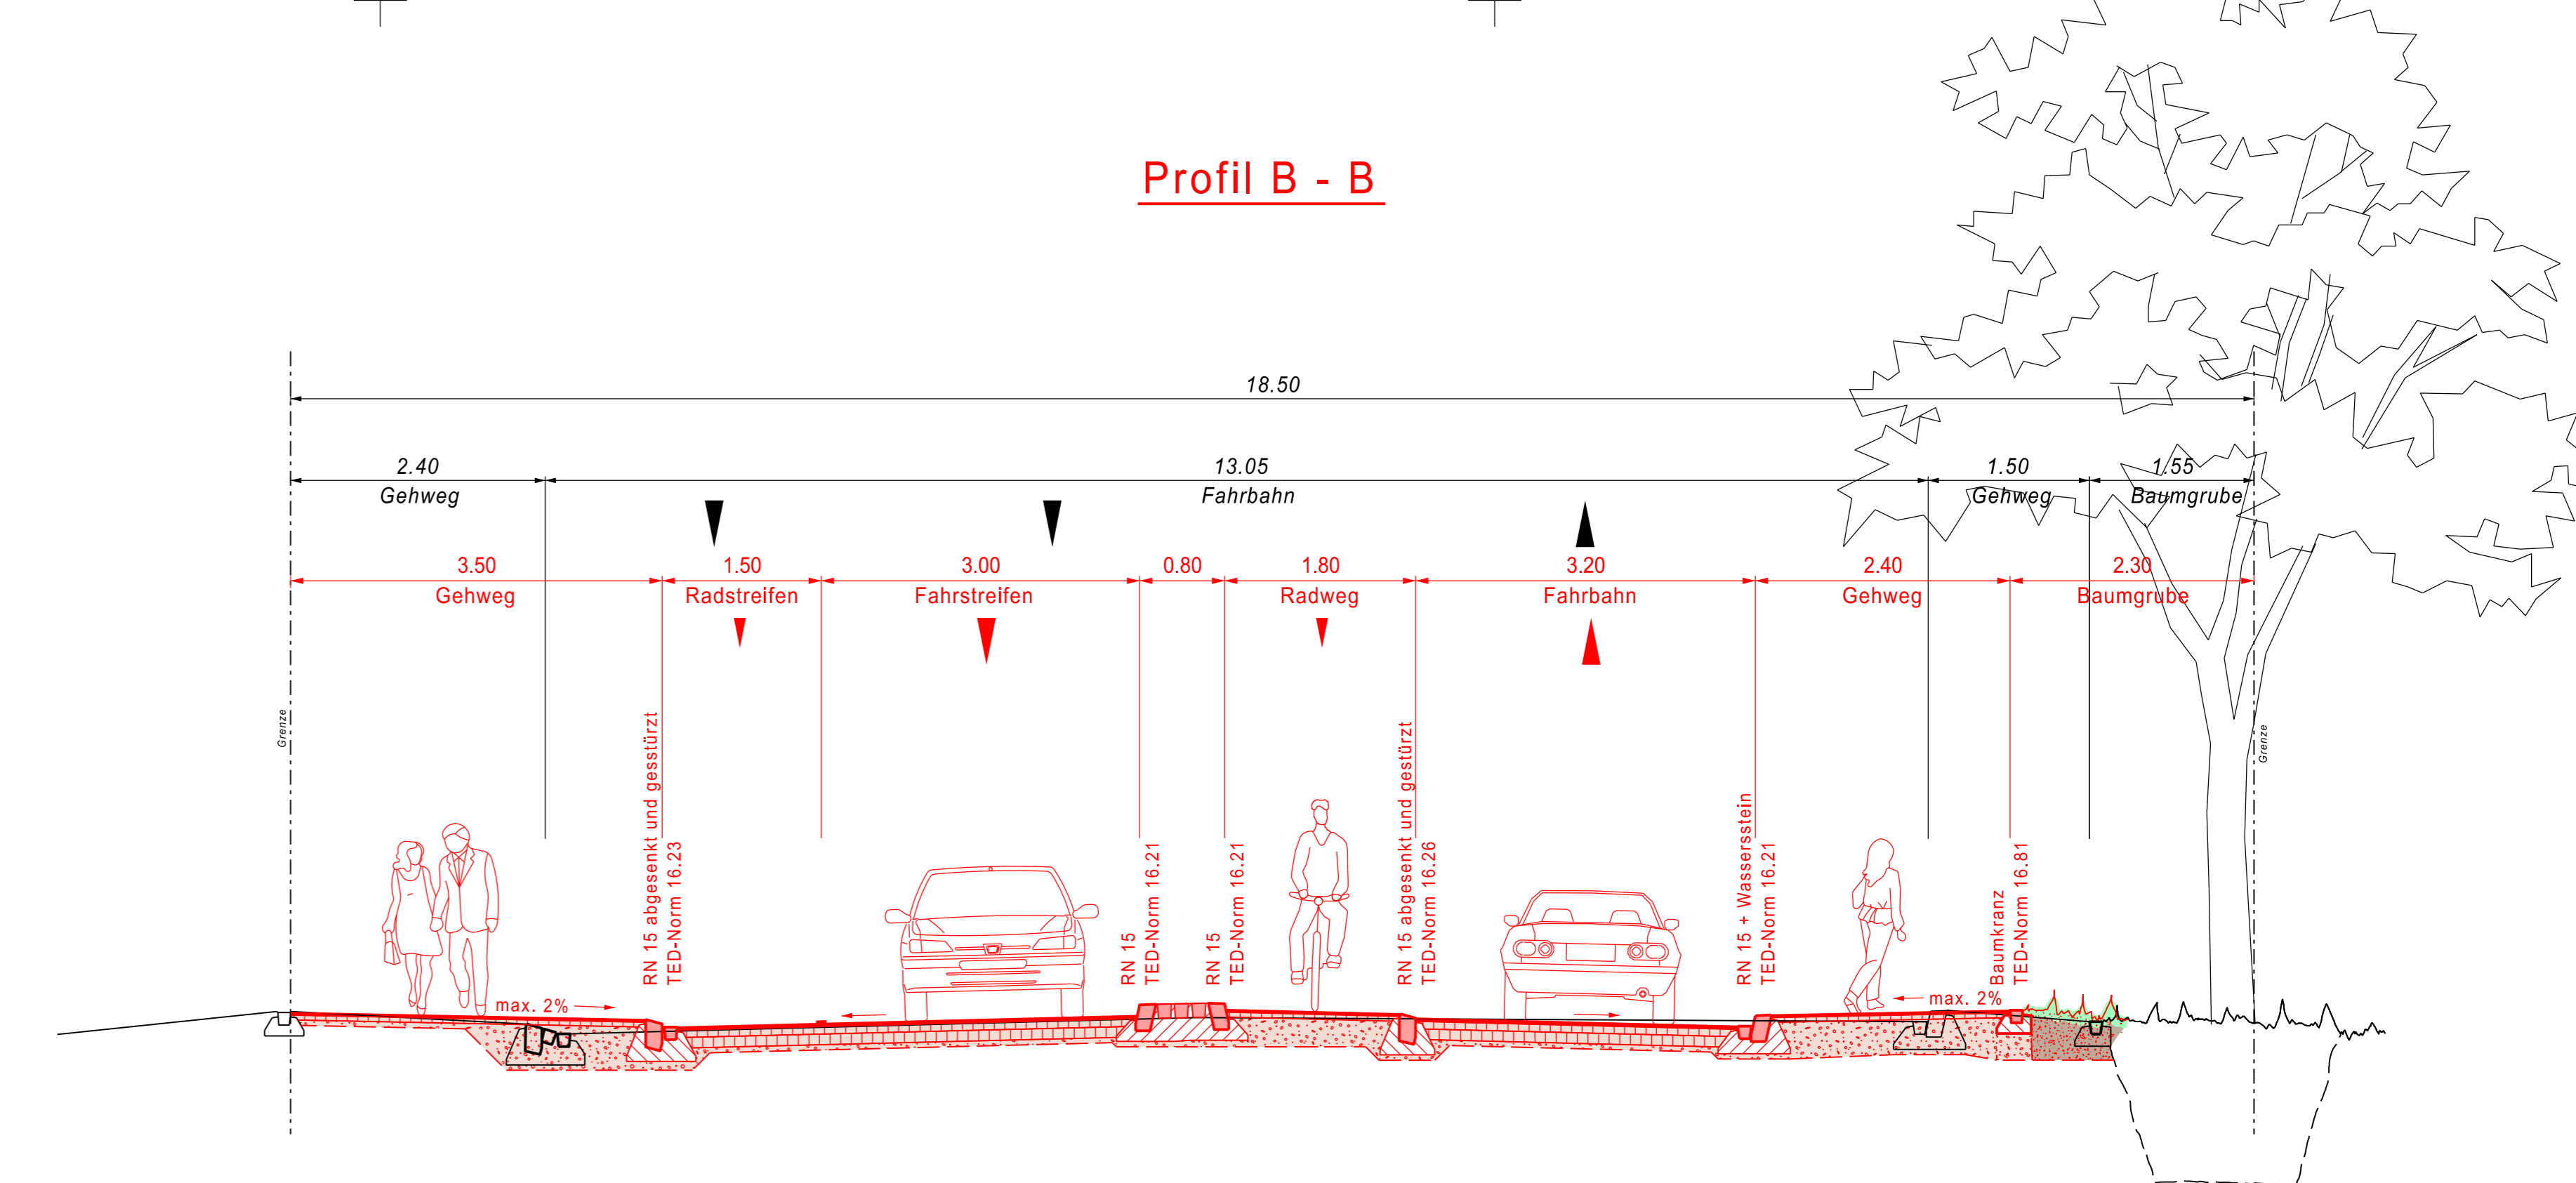 Profil B - B
18.50
2.40 13.05 1.50 1.55
Gehweg Fahrbahn Gehweg Baumgrube
3.50 1.50 3.00 0.80 1.80 3.20 2.40 2.30
Gehweg Radstreifen Fahrstreifen Radweg Fahrbahn Gehweg Baumgrube
Grenze
RN 15 abgesenkt und gesstürzt
TED-Norm 16.23
RN 15
TED-Norm 16.21
RN 15
TED-Norm 16.21
RN 15 abgesenkt und gestürzt
TED-Norm 16.26
RN 15 + Wassersstein
TED-Norm 16.21
Baumkranz
TED-Norm 16.81
Grenze
max. 2%
max. 2%